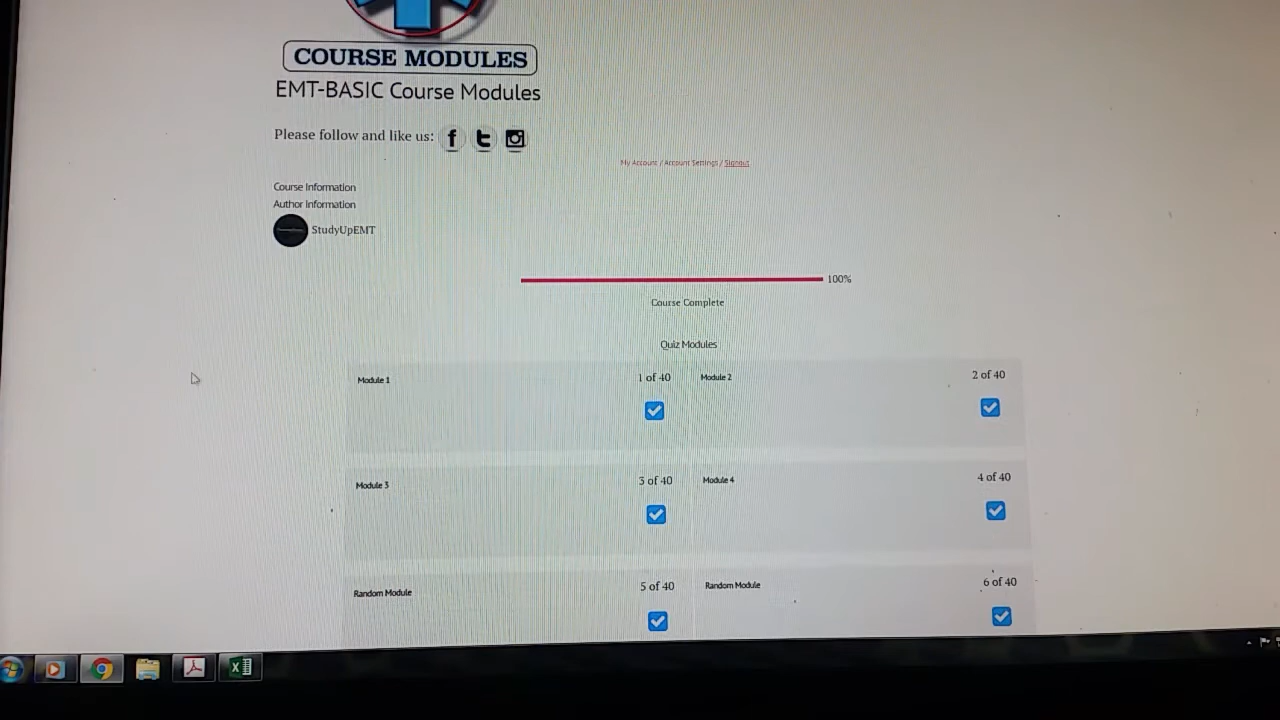 COURSE MODULES
EMT-BASIC Course Modules
Please follow and like us:
My Account / Account Settings / Signout
Course Information
Author Information
StudyUpEMT
100%
Course Complete
Quiz Modules
Module 1 1 of 40 Module 2 2 of 40
Module 3 3 of 40 Module 4 4 of 40
Random Module 5 of 40 Random Module 6 of 40